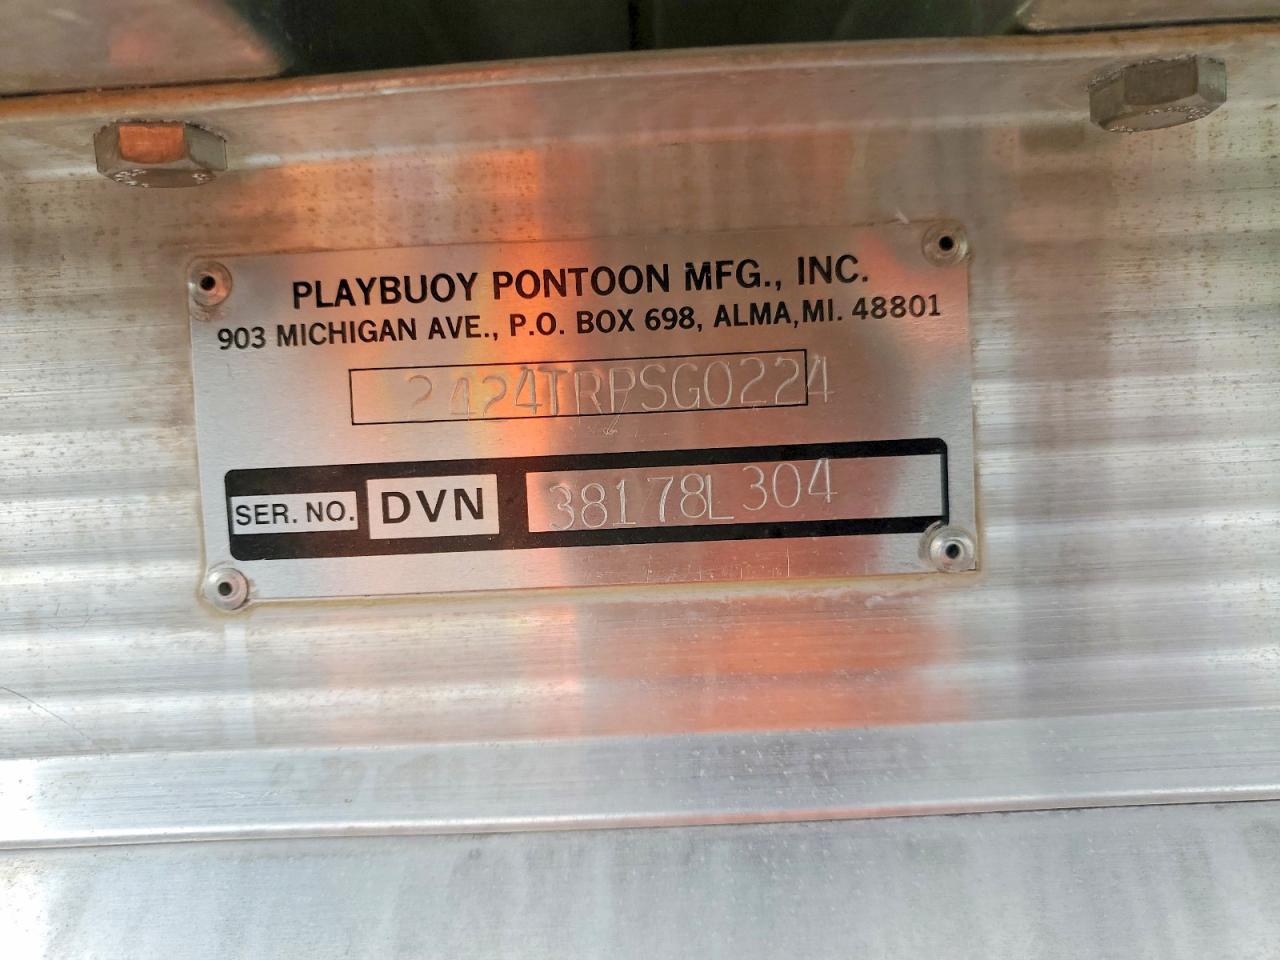 PLAYBUOY PONTOON MFG., INC.
903 MICHIGAN AVE., P.O. BOX 698, ALMA, MI. 48801
2424TRPSG0224
SER. NO. DVN 38178L304